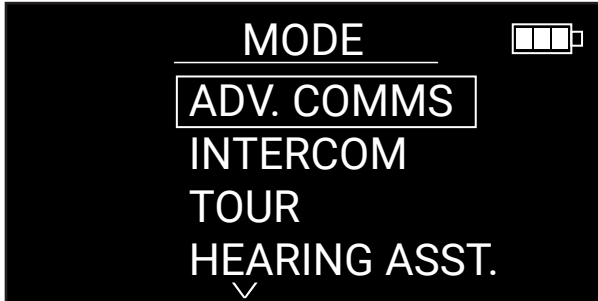 MODE
ADV. COMMS
INTERCOM
TOUR
HEARING ASST.